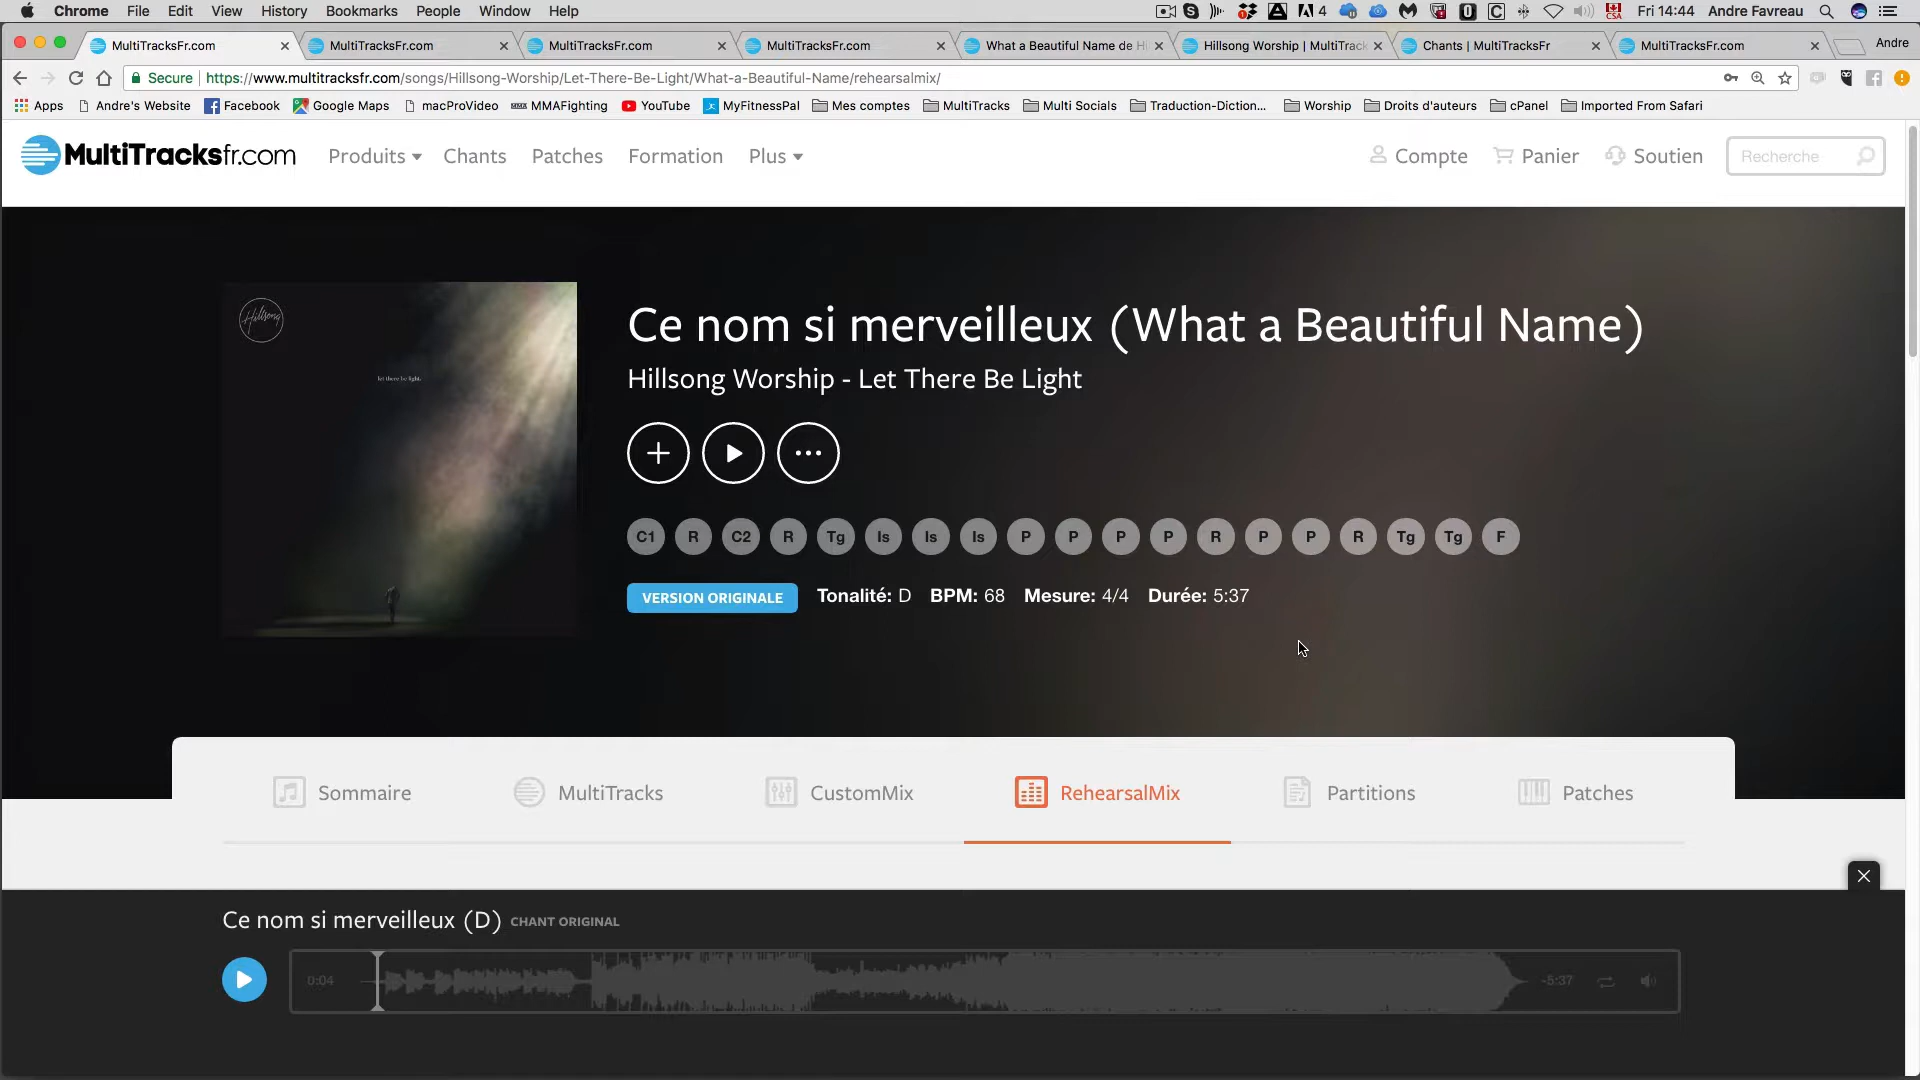 Chrome File Edit View History Bookmarks People Window Help 4 Fri 14:44 Andre Favreau
MultiTracksFr.com MultiTracksFr.com MultiTracksFr.com MultiTracksFr.com What a Beautiful Name de Hi Hillsong Worship | MultiTrack Chants | MultiTracksFr MultiTracksFr.com Andre
Secure https://www.multitracksfr.com/songs/Hillsong-Worship/Let-There-Be-Light/What-a-Beautiful-Name/rehearsalmix/
Apps Andre's Website Facebook Google Maps macProVideo MMAFighting YouTube MyFitnessPal Mes comptes MultiTracks Multi Socials Traduction-Diction... Worship Droits d'auteurs cPanel Imported From Safari
MultiTracksfr.com Produits Chants Patches Formation Plus Compte Panier Soutien Recherche
Hillsong
let there be light.
Ce nom si merveilleux (What a Beautiful Name)
Hillsong Worship - Let There Be Light
C1 R C2 R Tg Is Is Is P P P P R P P R Tg Tg F
VERSION ORIGINALE Tonalité: D BPM: 68 Mesure: 4/4 Durée: 5:37
Sommaire MultiTracks CustomMix RehearsalMix Partitions Patches
Ce nom si merveilleux (D) CHANT ORIGINAL
0:04 -5:37